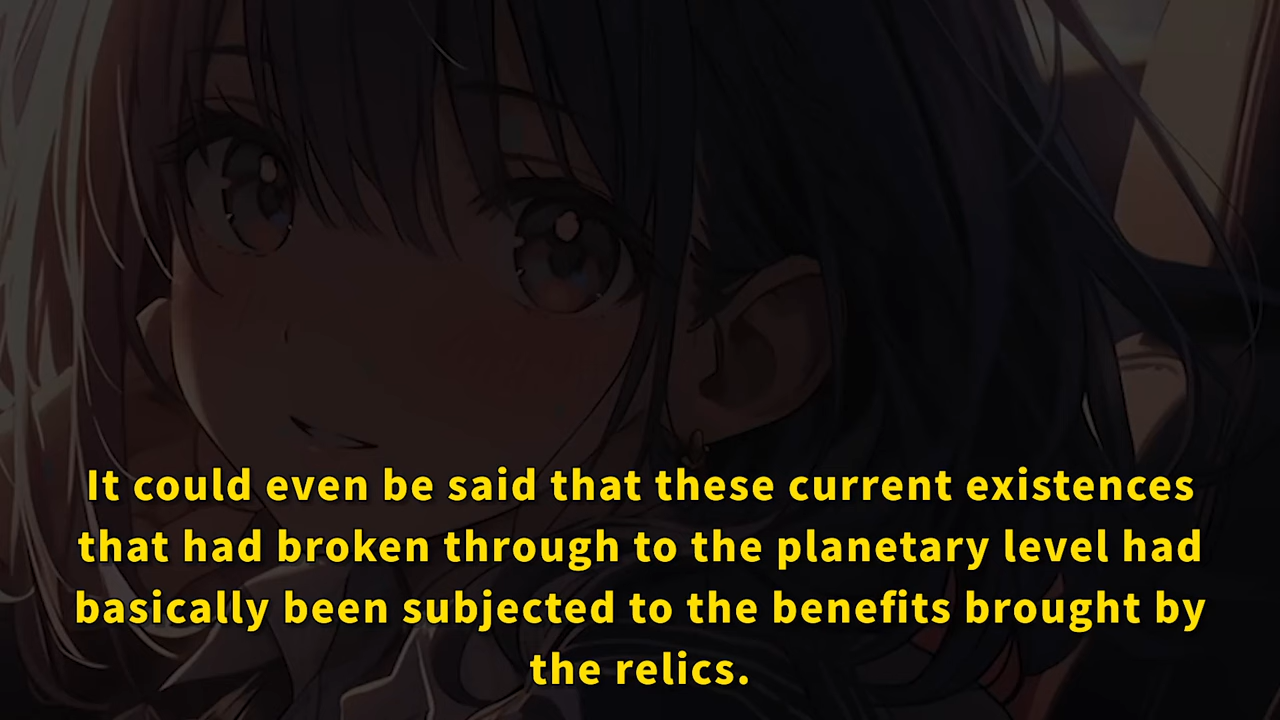 It could even be said that these current existences
that had broken through to the planetary level had
basically been subjected to the benefits brought by
the relics.